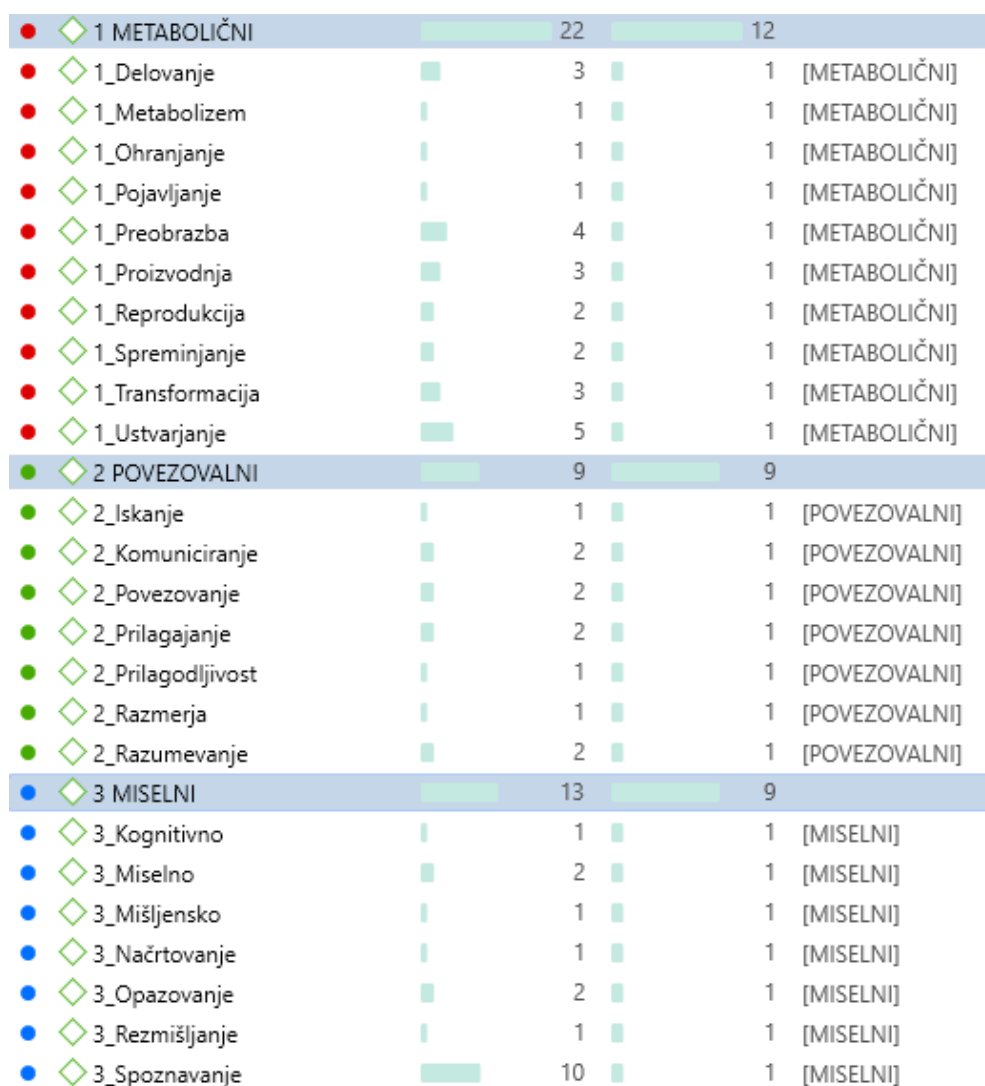 1 METABOLIČNI 22 12
1_Delovanje 3 1 [METABOLIČNI]
1_Metabolizem 1 1 [METABOLIČNI]
1_Ohranjanje 1 1 [METABOLIČNI]
1_Pojavljanje 1 1 [METABOLIČNI]
1_Preobrazba 4 1 [METABOLIČNI]
1_Proizvodnja 3 1 [METABOLIČNI]
1_Reprodukcija 2 1 [METABOLIČNI]
1_Spreminjanje 2 1 [METABOLIČNI]
1_Transformacija 3 1 [METABOLIČNI]
1_Ustvarjanje 5 1 [METABOLIČNI]
2 POVEZOVALNI 9 9
2_Iskanje 1 1 [POVEZOVALNI]
2_Komuniciranje 2 1 [POVEZOVALNI]
2_Povezovanje 2 1 [POVEZOVALNI]
2_Prilagajanje 2 1 [POVEZOVALNI]
2_Prilagodljivost 1 1 [POVEZOVALNI]
2_Razmerja 1 1 [POVEZOVALNI]
2_Razumevanje 2 1 [POVEZOVALNI]
3 MISELNI 13 9
3_Kognitivno 1 1 [MISELNI]
3_Miselno 2 1 [MISELNI]
3_Mišljensko 1 1 [MISELNI]
3_Načrtovanje 1 1 [MISELNI]
3_Opazovanje 2 1 [MISELNI]
3_Rezmišljanje 1 1 [MISELNI]
3_Spoznavanje 10 1 [MISELNI]